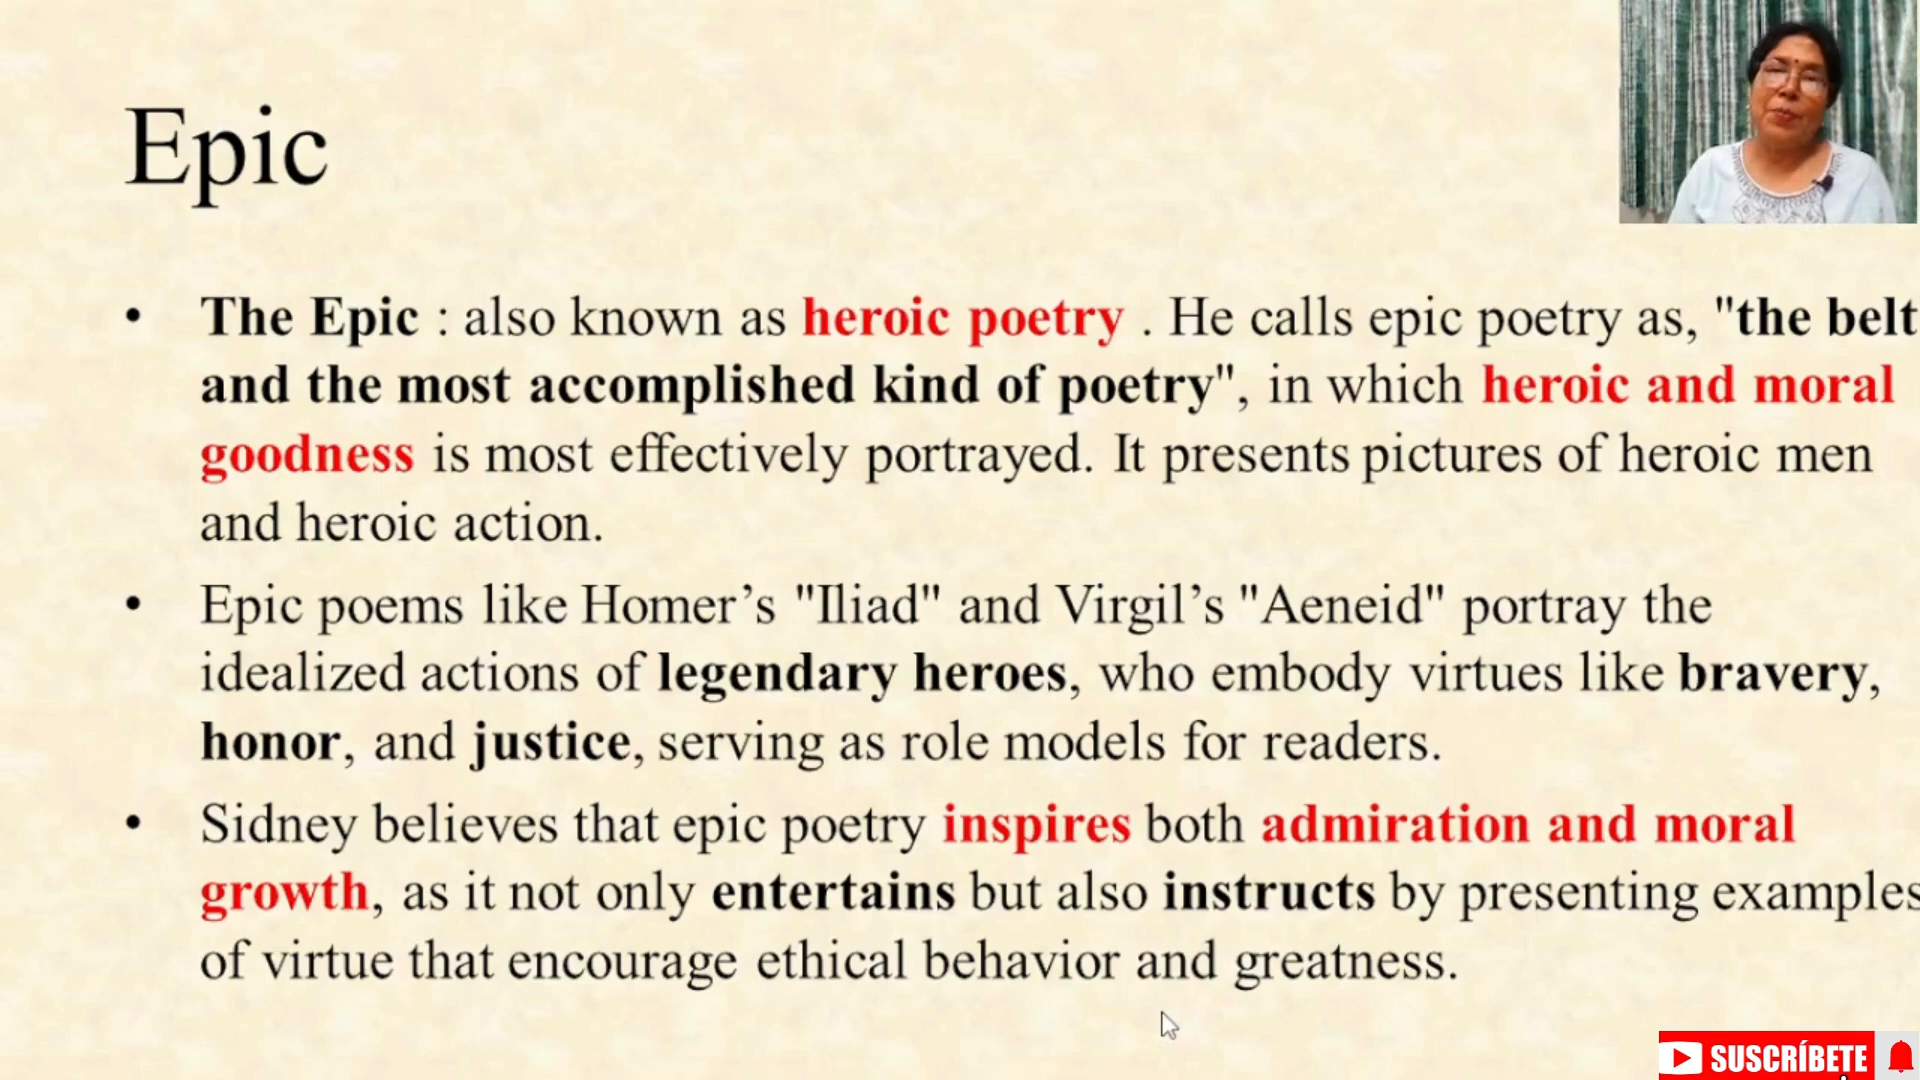 Epic
• The Epic : also known as heroic poetry . He calls epic poetry as, "the belt
and the most accomplished kind of poetry", in which heroic and moral
goodness is most effectively portrayed. It presents pictures of heroic men
and heroic action.
• Epic poems like Homer’s "Iliad" and Virgil’s "Aeneid" portray the
idealized actions of legendary heroes, who embody virtues like bravery,
honor, and justice, serving as role models for readers.
• Sidney believes that epic poetry inspires both admiration and moral
growth, as it not only entertains but also instructs by presenting examples
of virtue that encourage ethical behavior and greatness.
SUSCRÍBETE